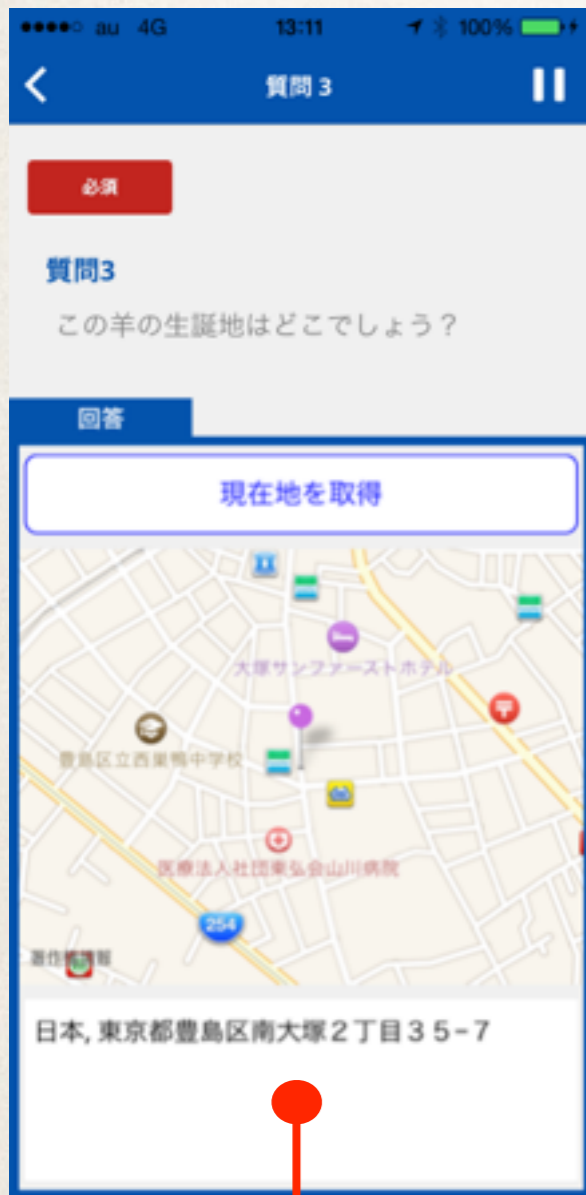 au 4G 13:11 100%
質問 3
必須
質問3
この羊の生誕地はどこでしょう？
回答
現在地を取得
大塚サンファーストホテル
豊島区立西巣鴨中学校
医療法人社団東弘会山川病院
254
日本, 東京都豊島区南大塚２丁目３５−７